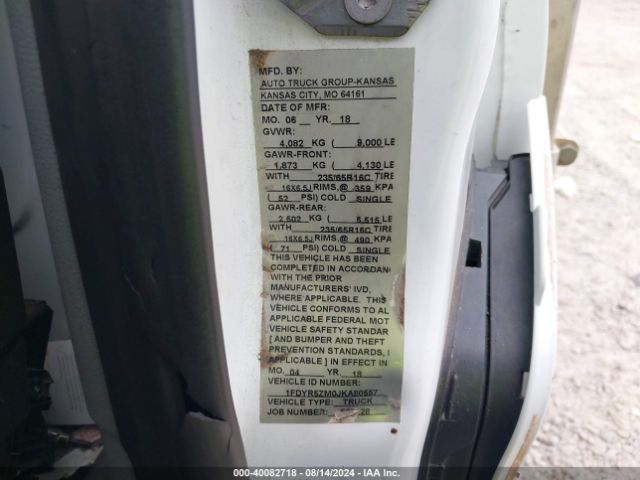 MFD. BY:
AUTO TRUCK GROUP-KANSAS
KANSAS CITY, MO 64161
DATE OF MFR:
MO. 06 YR. 18
GVWR:
4,082 KG ( 9,000 LE
GAWR-FRONT:
1,873 KG ( 4,130 LE
WITH 235/65R16C TIRE
16X6.5J RIMS,@ 359 KPA
( 52 PSI) COLD SINGLE
GAWR-REAR:
2,502 KG ( 5,515 LE
WITH 235/65R16C TIRE
16X6.5J RIMS,@ 490 KPA
( 71 PSI) COLD SINGLE
THIS VEHICLE HAS BEEN
COMPLETED IN ACCORDAN
WITH THE PRIOR
MANUFACTURERS' IVD,
WHERE APPLICABLE. THIS
VEHICLE CONFORMS TO AL
APPLICABLE FEDERAL MOT
VEHICLE SAFETY STANDAR
[ AND BUMPER AND THEFT
PREVENTION STANDARDS, I
APPLICABLE ] IN EFFECT IN
MO. 04 YR. 18
VEHICLE ID NUMBER:
1FDYR5ZM0JKA80557
VEHICLE TYPE: TRUCK
JOB NUMBER:
000-40082718 - 08/14/2024 - IAA Inc.